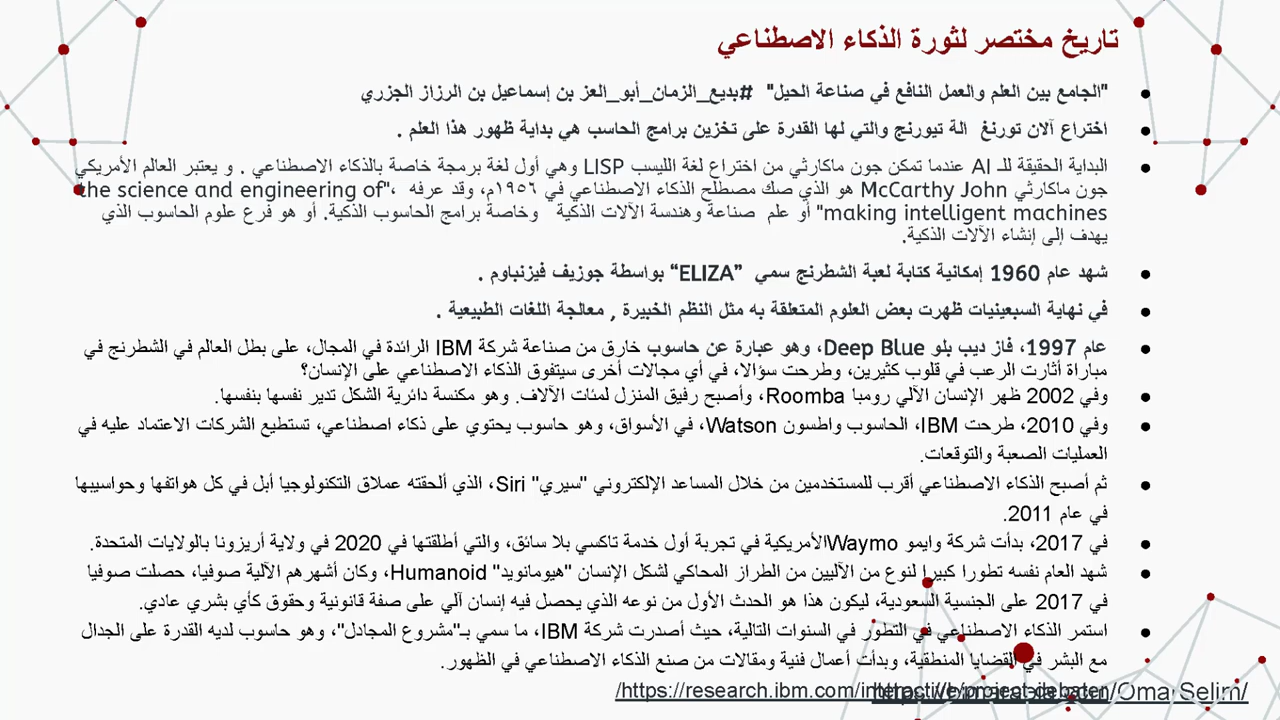 تاريخ مختصر لثورة الذكاء الاصطناعي
"الجامع بين العلم والعمل النافع في صناعة الحيل" #بديع_الزمان_أبو_العز بن إسماعيل بن الرزاز الجزري
اختراع آلان تورنغ الة تيورنج والتي لها القدرة على تخزين برامج الحاسب هي بداية ظهور هذا العلم .
البداية الحقيقة للـ AI عندما تمكن جون ماكارثي من اختراع لغة الليسب LISP وهي أول لغة برمجة خاصة بالذكاء الاصطناعي . و يعتبر العالم الأمريكي
جون ماكارثي McCarthy John هو الذي صك مصطلح الذكاء الاصطناعي في ١٩٥٦م، وقد عرفه ،"the science and engineering of
making intelligent machines" أو علم صناعة وهندسة الآلات الذكية وخاصة برامج الحاسوب الذكية. أو هو فرع علوم الحاسوب الذي
يهدف إلى إنشاء الآلات الذكية.
شهد عام 1960 إمكانية كتابة لعبة الشطرنج سمي “ELIZA” بواسطة جوزيف فيزنباوم .
في نهاية السبعينيات ظهرت بعض العلوم المتعلقة به مثل النظم الخبيرة , معالجة اللغات الطبيعية .
عام 1997، فاز ديب بلو Deep Blue، وهو عبارة عن حاسوب خارق من صناعة شركة IBM الرائدة في المجال، على بطل العالم في الشطرنج في
مباراة أثارت الرعب في قلوب كثيرين، وطرحت سؤالا، في أي مجالات أخرى سيتفوق الذكاء الاصطناعي على الإنسان؟
وفي 2002 ظهر الإنسان الآلي رومبا Roomba، وأصبح رفيق المنزل لمئات الآلاف. وهو مكنسة دائرية الشكل تدير نفسها بنفسها.
وفي 2010، طرحت IBM، الحاسوب واطسون Watson، في الأسواق، وهو حاسوب يحتوي على ذكاء اصطناعي، تستطيع الشركات الاعتماد عليه في
العمليات الصعبة والتوقعات.
ثم أصبح الذكاء الاصطناعي أقرب للمستخدمين من خلال المساعد الإلكتروني "سيري" Siri، الذي ألحقته عملاق التكنولوجيا أبل في كل هواتفها وحواسيبها
في عام 2011.
في 2017، بدأت شركة وايمو Waymoالأمريكية في تجربة أول خدمة تاكسي بلا سائق، والتي أطلقتها في 2020 في ولاية أريزونا بالولايات المتحدة.
شهد العام نفسه تطورا كبيرا لنوع من الآليين من الطراز المحاكي لشكل الإنسان "هيومانويد" Humanoid، وكان أشهرهم الآلية صوفيا، حصلت صوفيا
في 2017 على الجنسية السعودية، ليكون هذا هو الحدث الأول من نوعه الذي يحصل فيه إنسان آلي على صفة قانونية وحقوق كأي بشري عادي.
استمر الذكاء الاصطناعي في التطور في السنوات التالية، حيث أصدرت شركة IBM، ما سمي بـ"مشروع المجادل"، وهو حاسوب لديه القدرة على الجدال
مع البشر في القضايا المنطقية، وبدأت أعمال فنية ومقالات من صنع الذكاء الاصطناعي في الظهور.
/https://research.ibm.com/interactive/project-debater
Oma Selim/